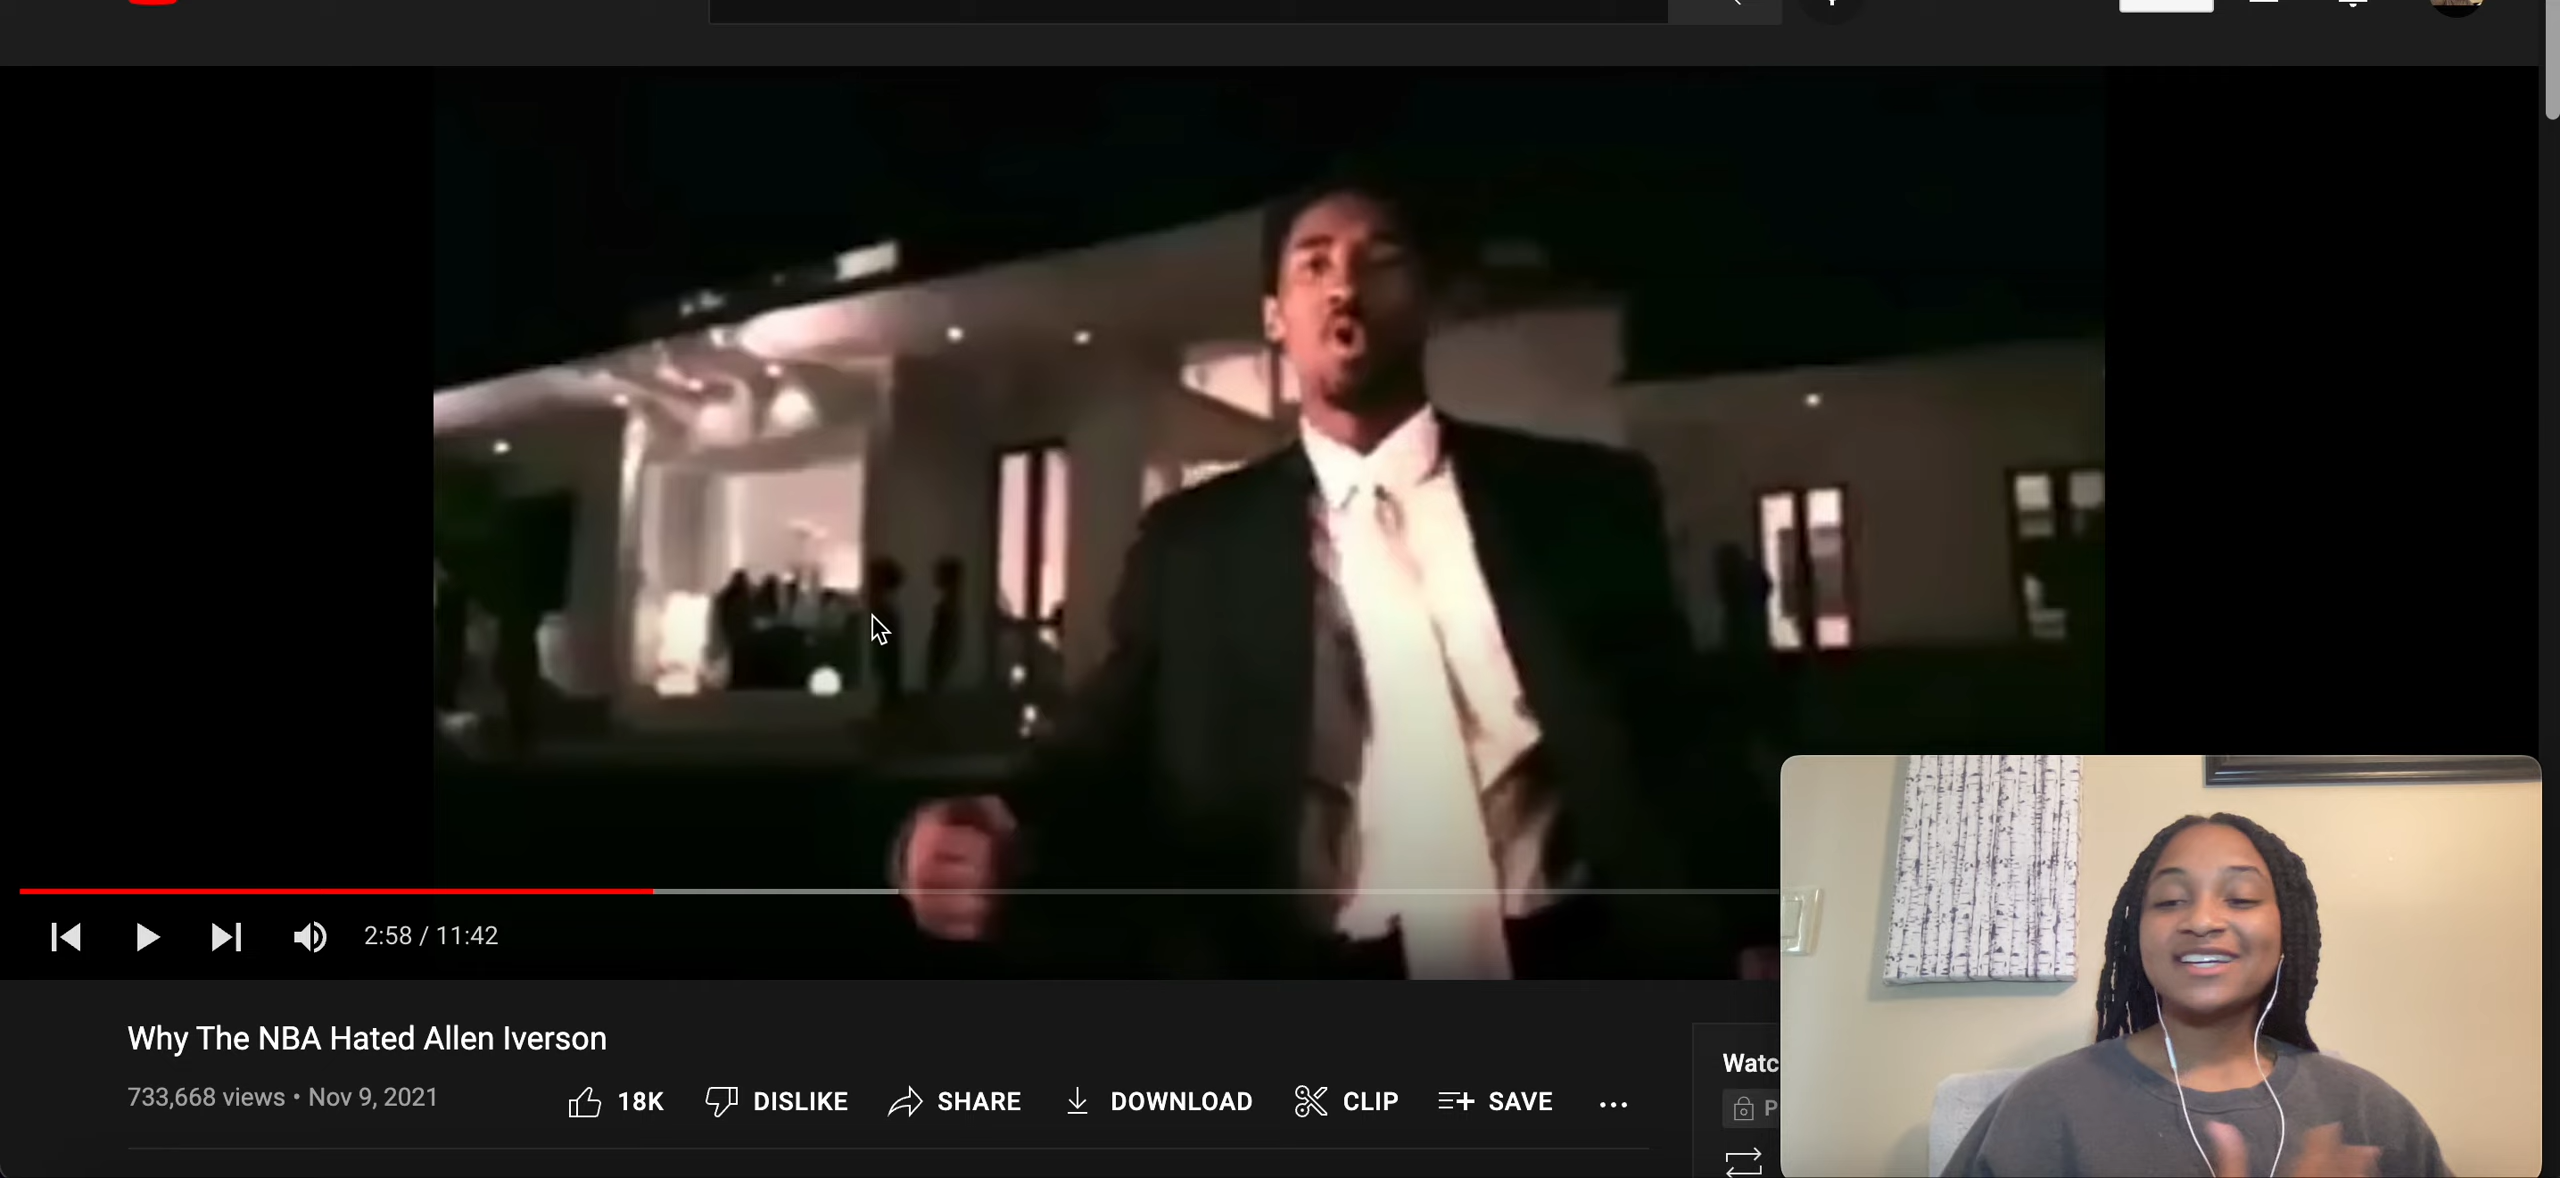 2:58 / 11:42
Why The NBA Hated Allen Iverson
733,668 views • Nov 9, 2021
18K DISLIKE SHARE DOWNLOAD CLIP SAVE ...
Watc
P